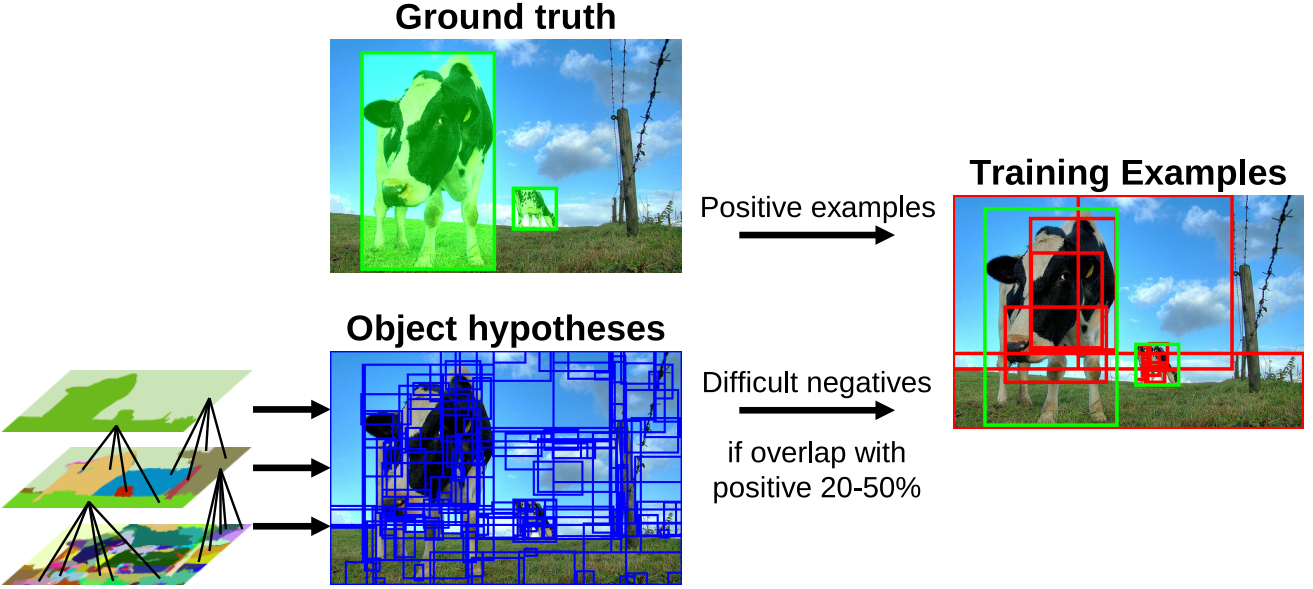 Ground truth
Positive examples
Training Examples
Object hypotheses
Difficult negatives
if overlap with
positive 20-50%